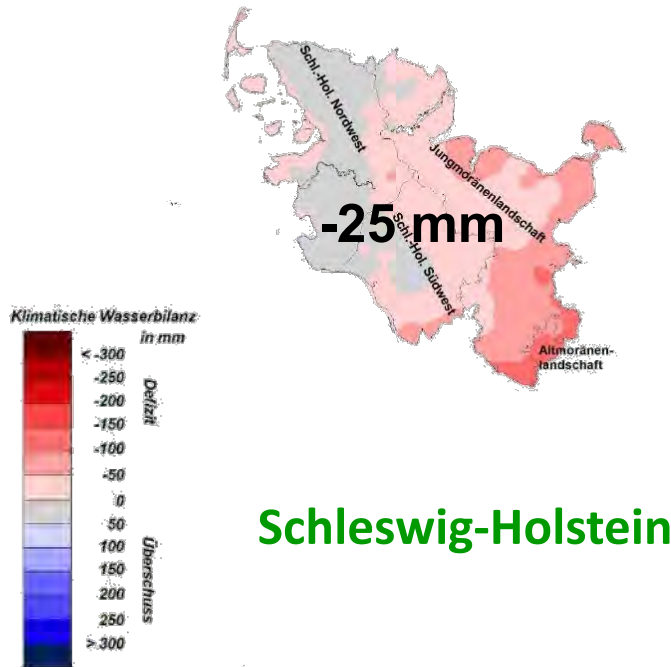 Schl.-Hol. Nordwest
Jungmoränenlandschaft
-25 mm
Schl.-Hol. Südwest
Altmoränen-
landschaft
Klimatische Wasserbilanz
in mm
< -300
-250
-200
-150
-100
-50
0
50
100
150
200
250
> 300
Defizit
Überschuss
Schleswig-Holstein